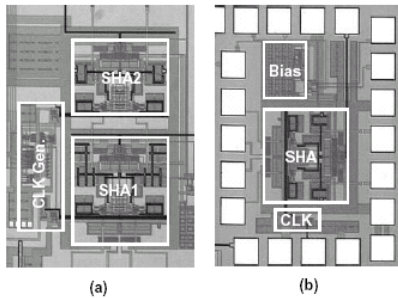 SHA2
CLK Gen.
SHA1
Bias
SHA
CLK
(a)
(b)